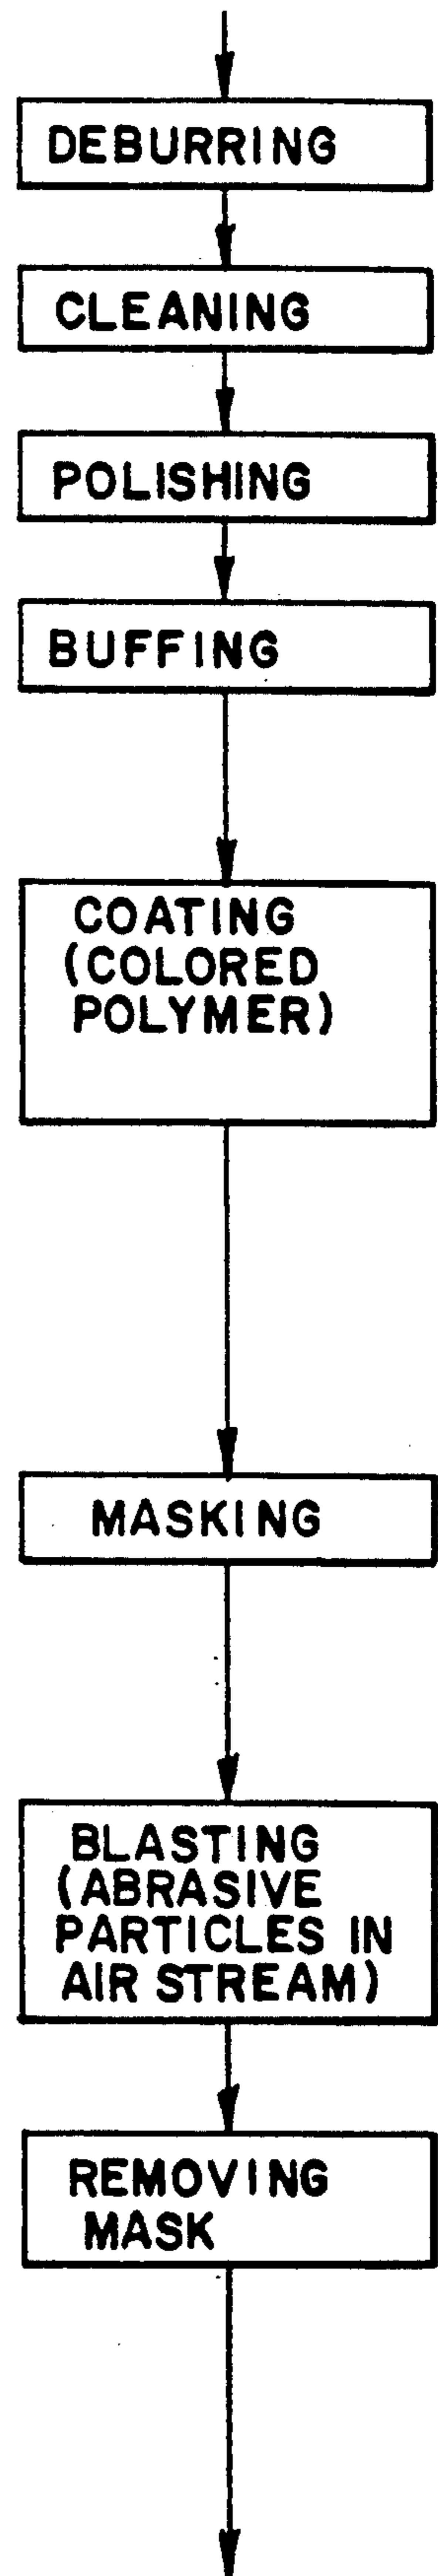 DEBURRING
CLEANING
POLISHING
BUFFING
COATING
(COLORED
POLYMER)
MASKING
BLASTING
(ABRASIVE
PARTICLES IN
AIR STREAM)
REMOVING
MASK